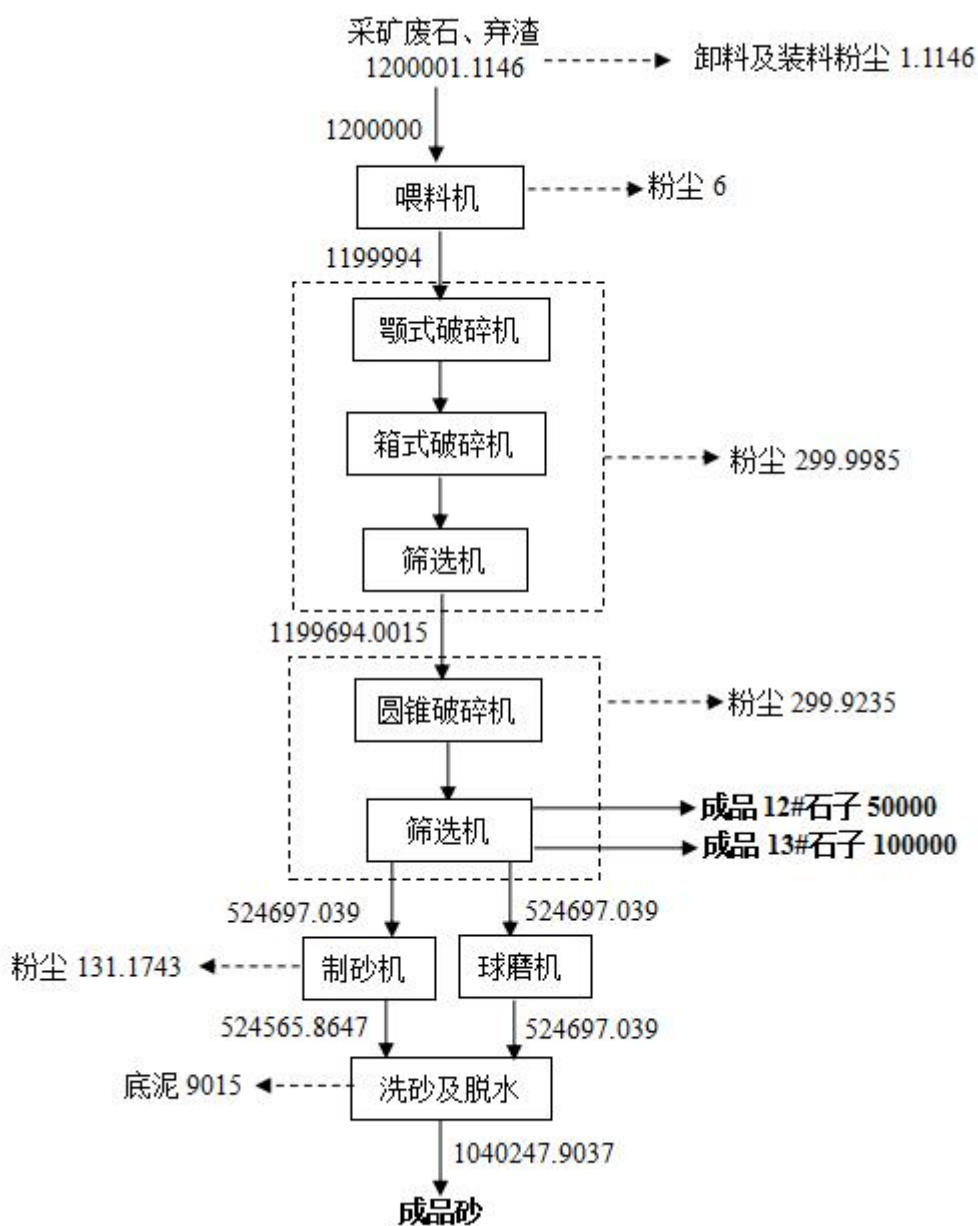 采矿废石、弃渣
1200001.1146
卸料及装料粉尘 1.1146
1200000
喂料机
粉尘 6
1199994
颚式破碎机
箱式破碎机
粉尘 299.9985
筛选机
1199694.0015
圆锥破碎机
粉尘 299.9235
筛选机
成品 12#石子 50000
成品 13#石子 100000
524697.039
524697.039
粉尘 131.1743
制砂机
球磨机
524565.8647
524697.039
底泥 9015
洗砂及脱水
1040247.9037
成品砂